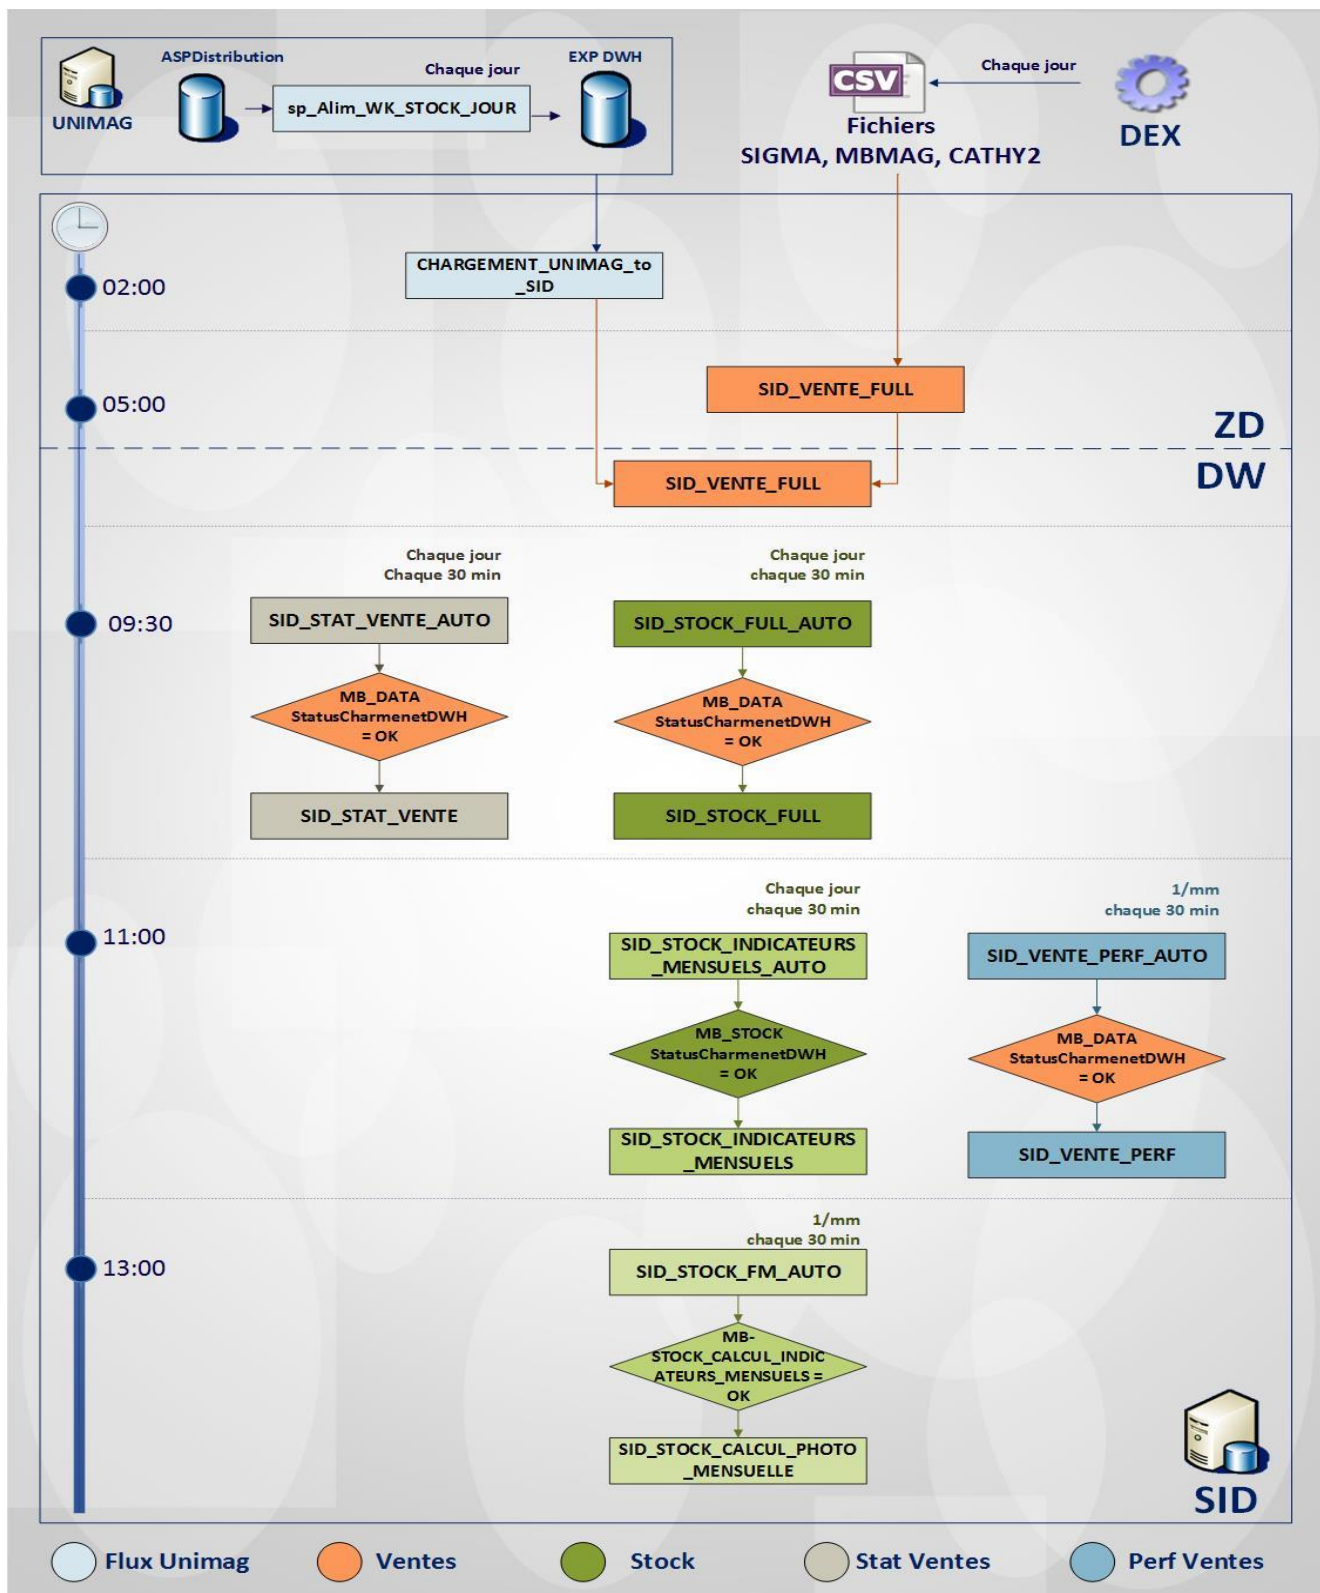 ASPDistribution
EXP DWH
Chaque jour
sp_Alim_WK_STOCK_JOUR
UNIMAG
CSV
Chaque jour
Fichiers
SIGMA, MBMAG, CATHY2
DEX
CHARGEMENT_UNIMAG_to
_SID
02:00
SID_VENTE_FULL
05:00
ZD
DW
SID_VENTE_FULL
Chaque jour
Chaque 30 min
Chaque jour
chaque 30 min
09:30
SID_STAT_VENTE_AUTO
SID_STOCK_FULL_AUTO
MB_DATA
StatusCharmenetDWH
= OK
MB_DATA
StatusCharmenetDWH
= OK
SID_STAT_VENTE
SID_STOCK_FULL
Chaque jour
chaque 30 min
1/mm
chaque 30 min
11:00
SID_STOCK_INDICATEURS
_MENSUELS_AUTO
SID_VENTE_PERF_AUTO
MB_STOCK
StatusCharmenetDWH
= OK
MB_DATA
StatusCharmenetDWH
= OK
SID_STOCK_INDICATEURS
_MENSUELS
SID_VENTE_PERF
1/mm
chaque 30 min
13:00
SID_STOCK_FM_AUTO
MB-
STOCK_CALCUL_INDIC
ATEURS_MENSUELS =
OK
SID_STOCK_CALCUL_PHOTO
_MENSUELLE
SID
Flux Unimag
Ventes
Stock
Stat Ventes
Perf Ventes